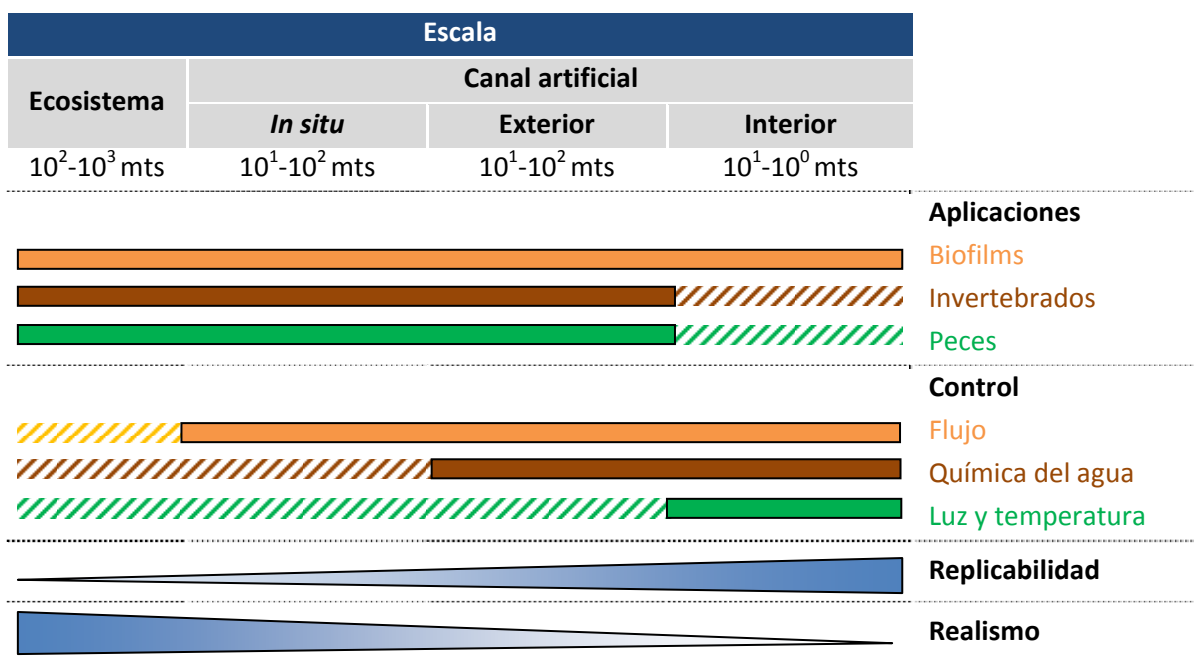 Escala
Ecosistema
Canal artificial
In situ
Exterior
Interior
10²-10³ mts
10¹-10² mts
10¹-10² mts
10¹-10⁰ mts
Aplicaciones
Biofilms
Invertebrados
Peces
Control
Flujo
Química del agua
Luz y temperatura
Replicabilidad
Realismo